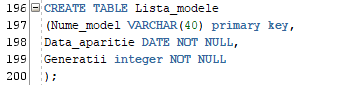 196 CREATE TABLE Lista_modele
197 (Nume_model VARCHAR(40) primary key,
198 Data_aparitie DATE NOT NULL,
199 Generatii integer NOT NULL
200 );